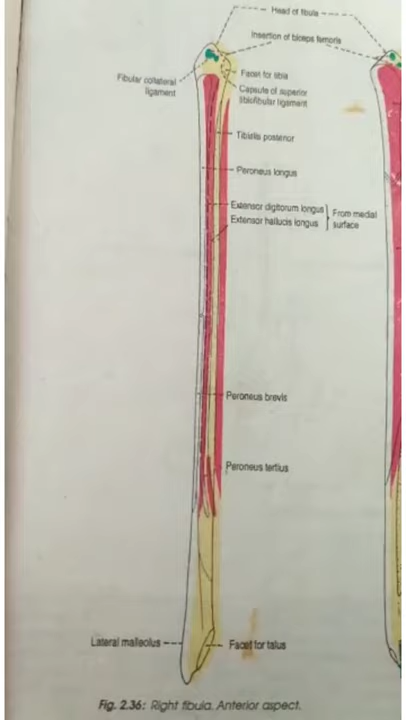 Head of fibula
Insertion of biceps femoris
Fibular collateral
ligament
Facet for tibia
Capsule of superior
tibiofibular ligament
Tibialis posterior
Peroneus longus
Extensor digitorum longus
Extensor hallucis longus
From medial
surface
Peroneus brevis
Peroneus tertius
Lateral malleolus
Facet for talus
Fig. 2.36: Right fibula. Anterior aspect.